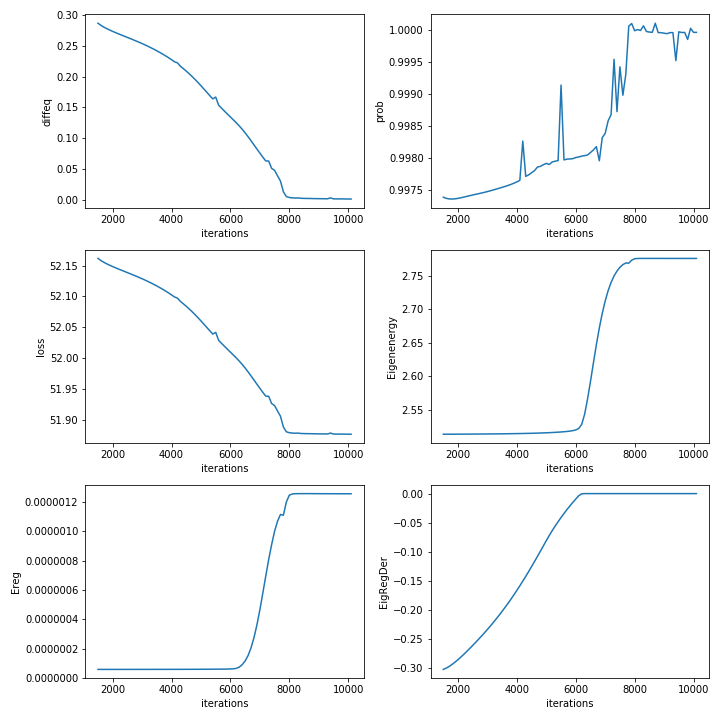 0.30
0.25
0.20
0.15
0.10
0.05
0.00
diffeq
2000 4000 6000 8000 10000
iterations
1.0000
0.9995
0.9990
0.9985
0.9980
0.9975
prob
2000 4000 6000 8000 10000
iterations
52.15
52.10
52.05
52.00
51.95
51.90
loss
2000 4000 6000 8000 10000
iterations
2.75
2.70
2.65
2.60
2.55
Eigenenergy
2000 4000 6000 8000 10000
iterations
0.0000012
0.0000010
0.0000008
0.0000006
0.0000004
0.0000002
0.0000000
Ereg
2000 4000 6000 8000 10000
iterations
0.00
−0.05
−0.10
−0.15
−0.20
−0.25
−0.30
EigRegDer
2000 4000 6000 8000 10000
iterations